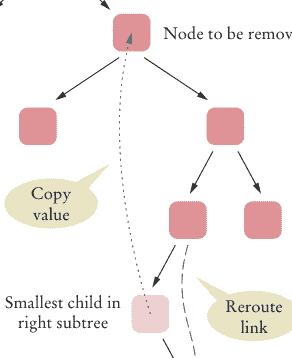 Node to be remov
Copy
value
Smallest child in
right subtree
Reroute
link